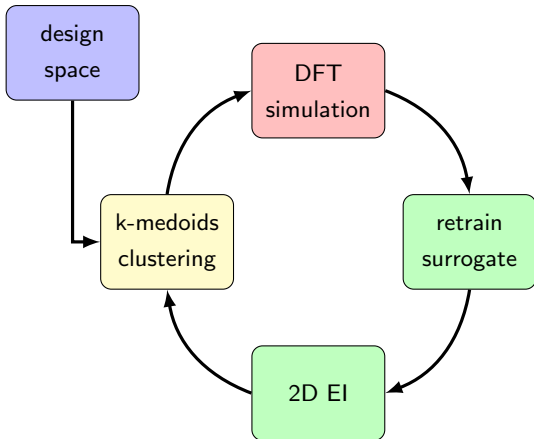 design
space
DFT
simulation
k-medoids
clustering
retrain
surrogate
2D EI